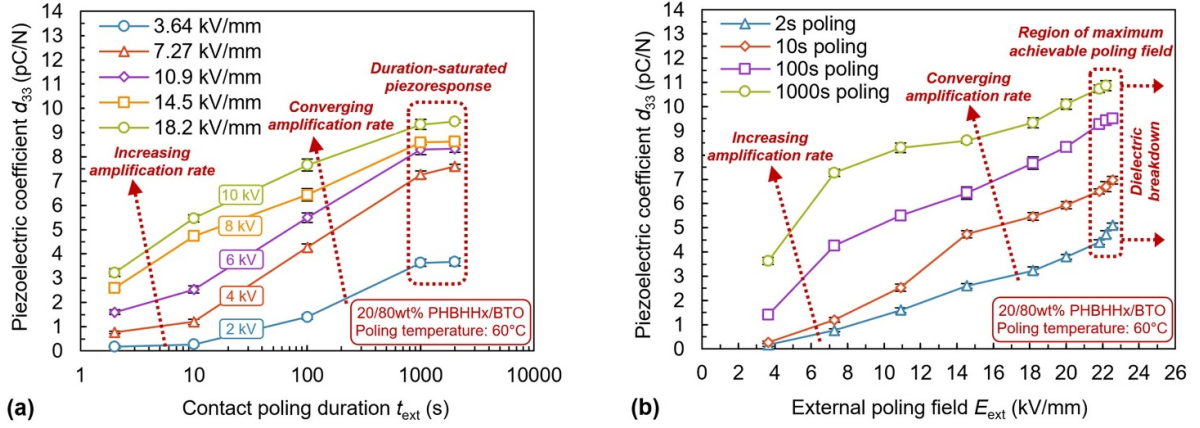 14
13
12
11
10
9
8
7
6
5
4
3
2
1
0
Piezoelectric coefficient d33 (pC/N)
3.64 kV/mm
7.27 kV/mm
10.9 kV/mm
14.5 kV/mm
18.2 kV/mm
Duration-saturated
piezoresponse
Converging
amplification rate
Increasing
amplification rate
10 kV
8 kV
6 kV
4 kV
2 kV
20/80wt% PHBHHx/BTO
Poling temperature: 60°C
1 10 100 1000 10000
(a)
Contact poling duration text (s)
14
13
12
11
10
9
8
7
6
5
4
3
2
1
0
Piezoelectric coefficient d33 (pC/N)
2s poling
10s poling
100s poling
1000s poling
Region of maximum
achievable poling field
Converging
amplification rate
Increasing
amplification rate
Dielectric
breakdown
20/80wt% PHBHHx/BTO
Poling temperature: 60°C
0 2 4 6 8 10 12 14 16 18 20 22 24 26
(b)
External poling field Eext (kV/mm)